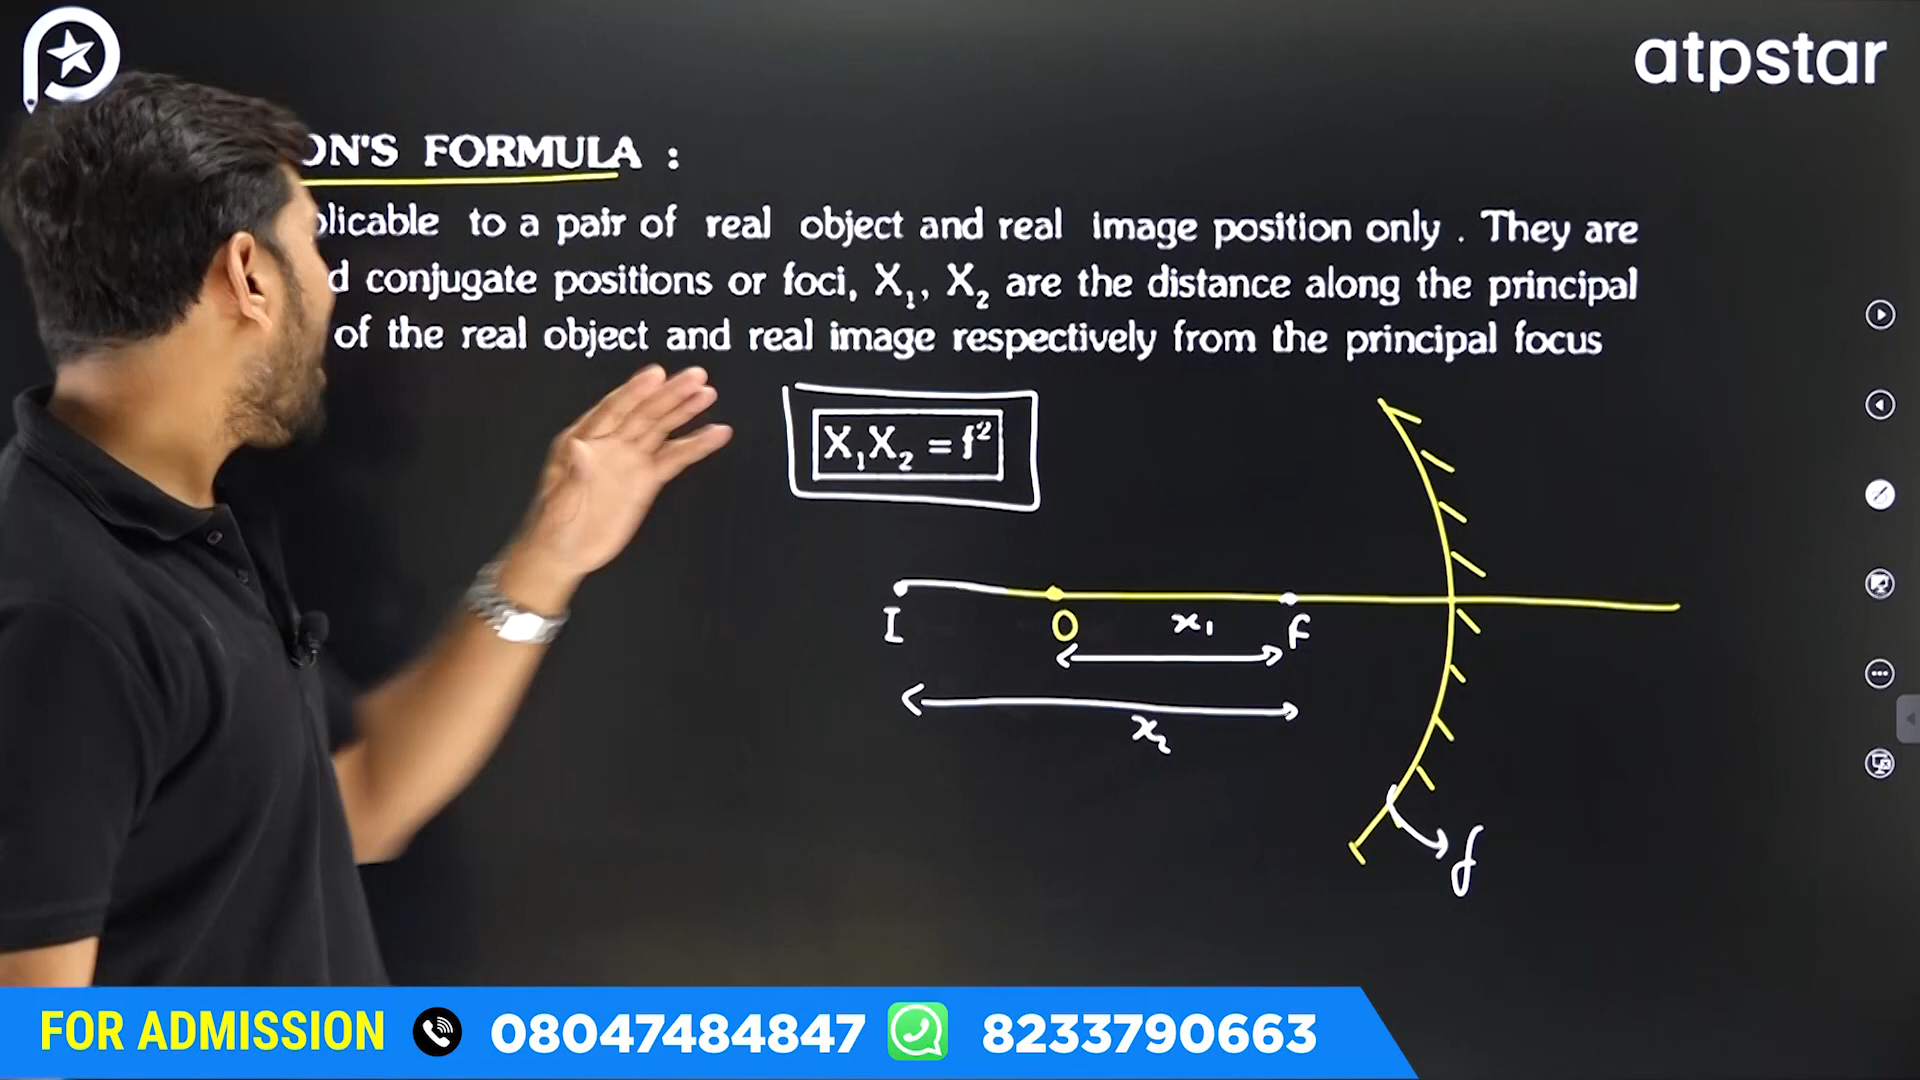 atpstar
ON'S FORMULA :
plicable to a pair of real object and real image position only . They are
d conjugate positions or foci, X₁, X₂ are the distance along the principal
of the real object and real image respectively from the principal focus
X₁X₂ = f²
I O x₁ F
x₂
f
FOR ADMISSION 08047484847 8233790663